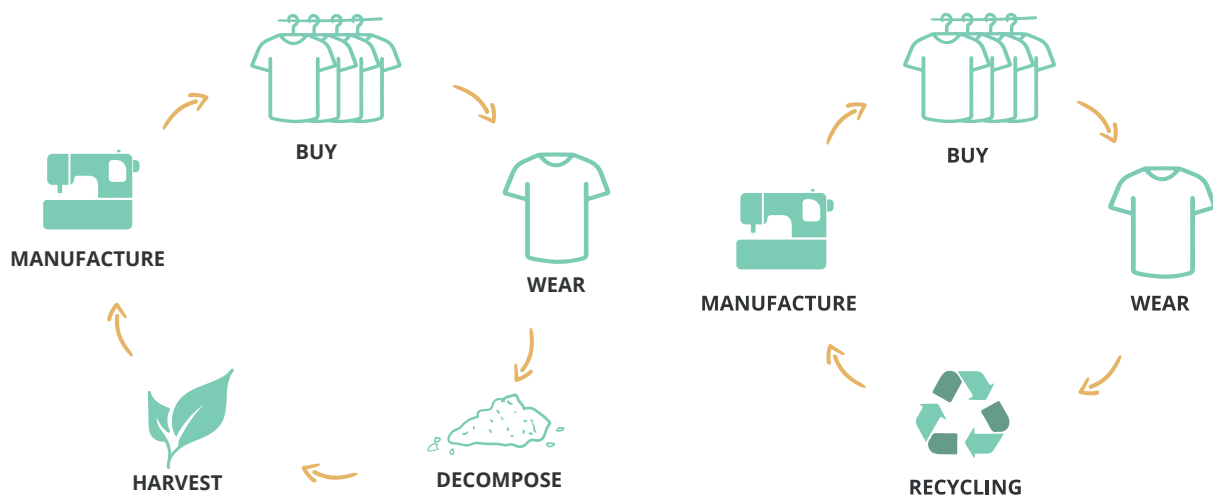 BUY
MANUFACTURE
WEAR
HARVEST
DECOMPOSE
BUY
MANUFACTURE
WEAR
RECYCLING